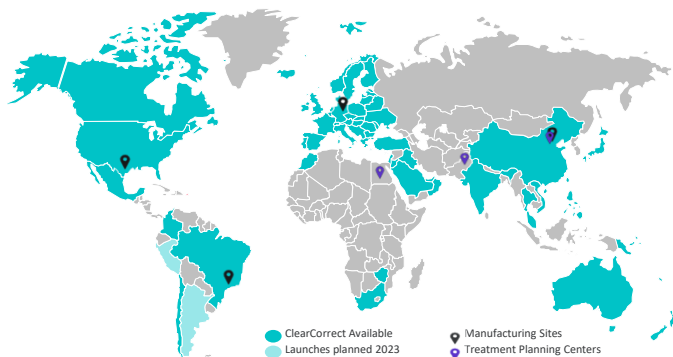 ClearCorrect Available
Launches planned 2023
Manufacturing Sites
Treatment Planning Centers